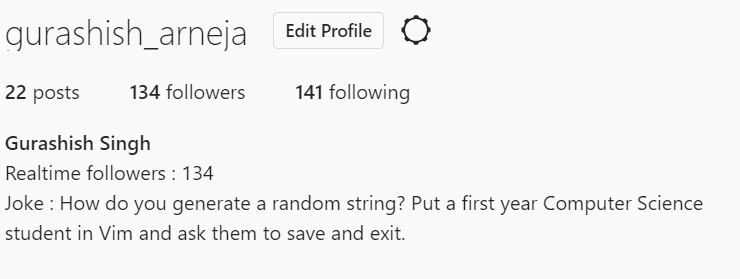 gurashish_arneja Edit Profile
22 posts 134 followers 141 following
Gurashish Singh
Realtime followers : 134
Joke : How do you generate a random string? Put a first year Computer Science
student in Vim and ask them to save and exit.